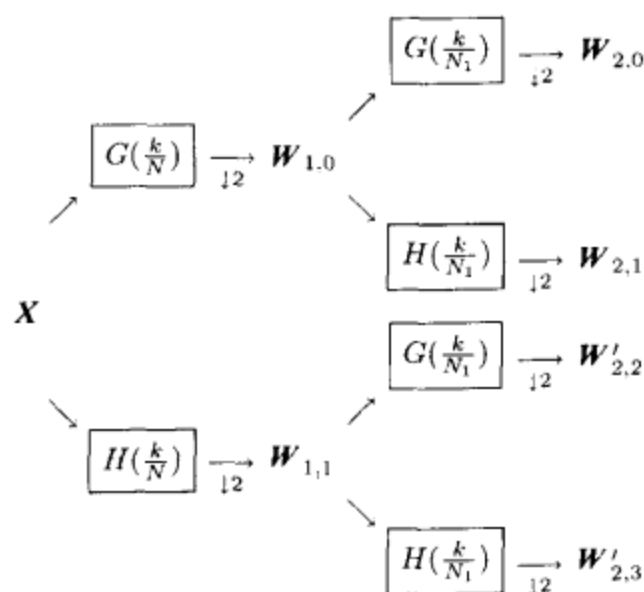 G(k/N₁) ↓2 W₂.₀
G(k/N) ↓2 W₁.₀
H(k/N₁) ↓2 W₂,₁
X
G(k/N₁) ↓2 W′₂,₂
H(k/N) ↓2 W₁,₁
H(k/N₁) ↓2 W′₂,₃